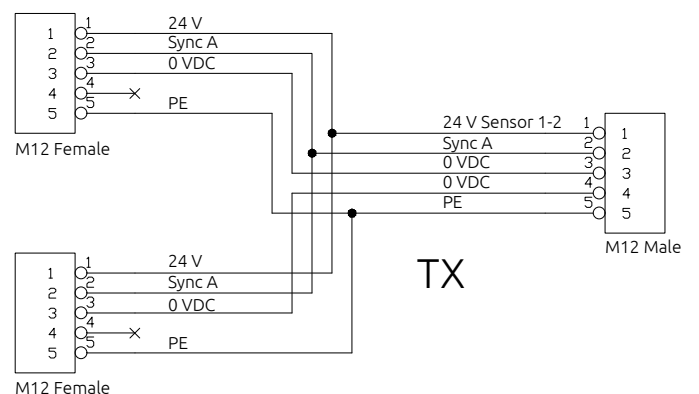 1 1 24 V
2 2 Sync A
3 3 0 VDC
4 4
5 5 PE
M12 Female
24 V Sensor 1-2 1 1
Sync A 2 2
0 VDC 3 3
0 VDC 4 4
PE 5 5
M12 Male
TX
1 1 24 V
2 2 Sync A
3 3 0 VDC
4 4
5 5 PE
M12 Female